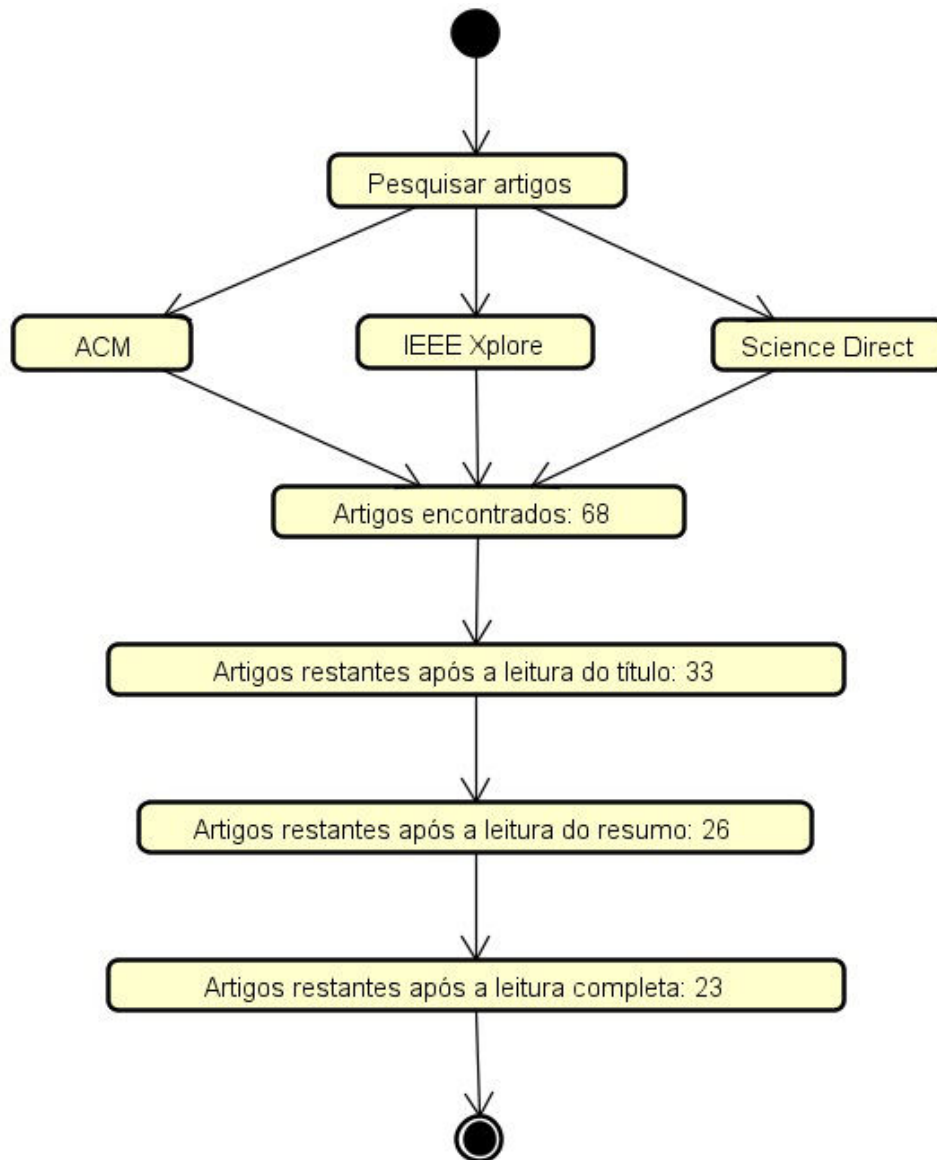 Pesquisar artigos
ACM
IEEE Xplore
Science Direct
Artigos encontrados: 68
Artigos restantes após a leitura do título: 33
Artigos restantes após a leitura do resumo: 26
Artigos restantes após a leitura completa: 23